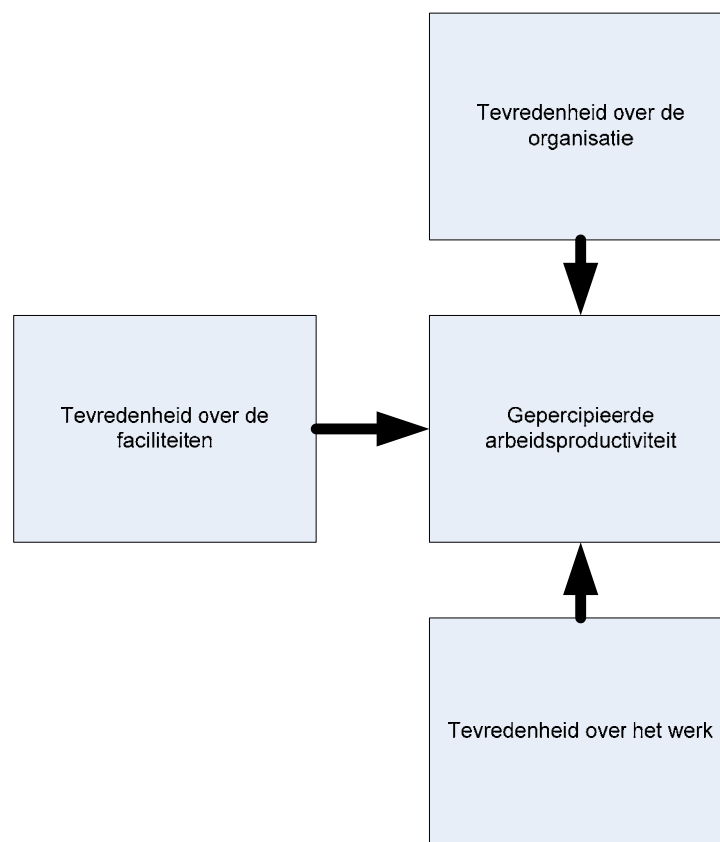 Tevredenheid over de
organisatie
Tevredenheid over de
faciliteiten
Gepercipieerde
arbeidsproductiviteit
Tevredenheid over het werk